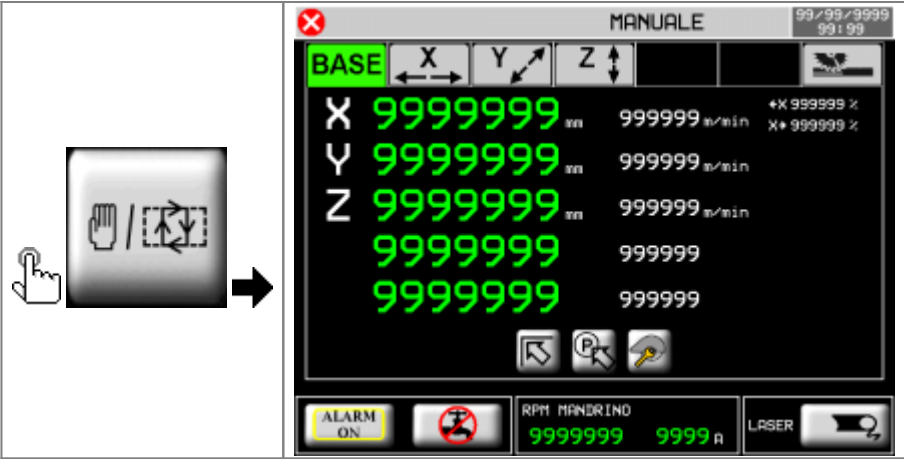 MANUALE
99/99/9999
99:99
BASE X Y Z
X 9999999 mm 999999 m/min
←X 999999 %
X→ 999999 %
Y 9999999 mm 999999 m/min
Z 9999999 mm 999999 m/min
9999999 999999
9999999 999999
P
ALARM
ON
RPM MANDRINO
9999999 9999 A
LASER